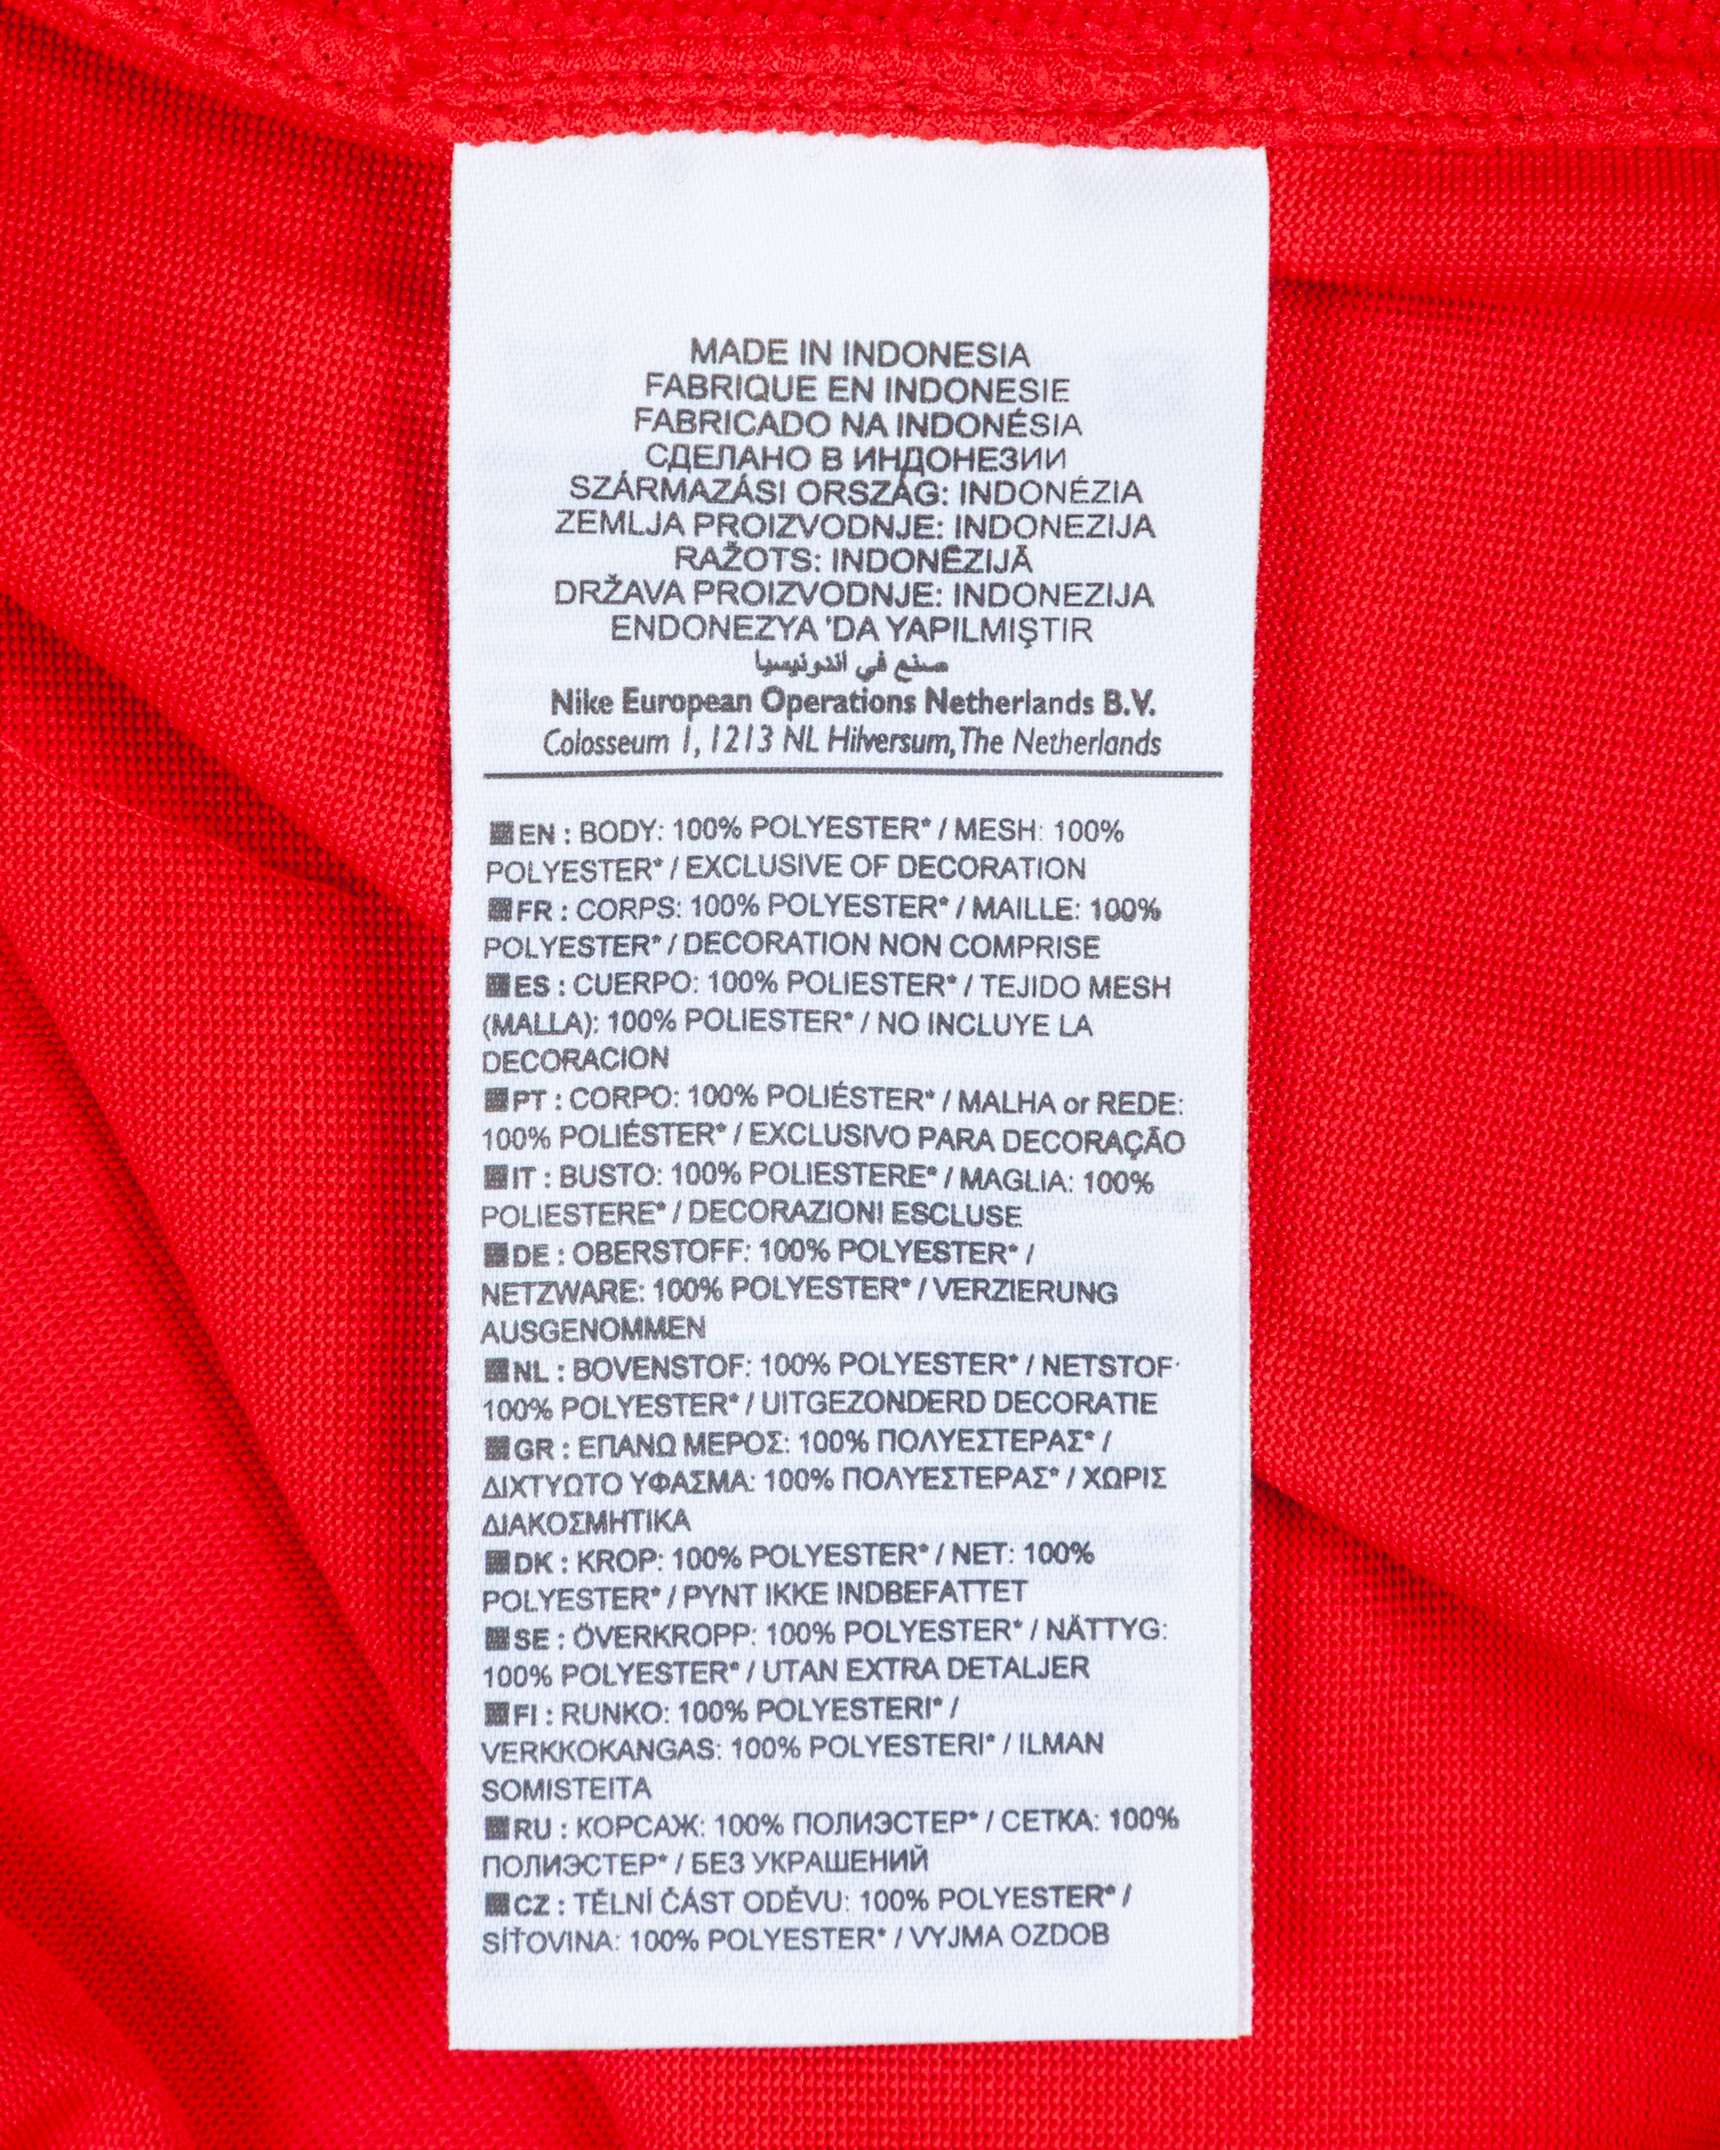 MADE IN INDONESIA
FABRIQUE EN INDONESIE
FABRICADO NA INDONÉSIA
СДЕЛАНО В ИНДОНЕЗИИ
SZÁRMAZÁSI ORSZÁG: INDONÉZIA
ZEMLJA PROIZVODNJE: INDONEZIJA
RAŽOTS: INDONĒZIJĀ
DRŽAVA PROIZVODNJE: INDONEZIJA
ENDONEZYA 'DA YAPILMIŞTIR
صنع في اندونيسيا
Nike European Operations Netherlands B.V.
Colosseum 1, 1213 NL Hilversum, The Netherlands
EN : BODY: 100% POLYESTER* / MESH: 100%
POLYESTER* / EXCLUSIVE OF DECORATION
FR : CORPS: 100% POLYESTER* / MAILLE: 100%
POLYESTER* / DECORATION NON COMPRISE
ES : CUERPO: 100% POLIESTER* / TEJIDO MESH
(MALLA): 100% POLIESTER* / NO INCLUYE LA
DECORACION
PT : CORPO: 100% POLIÉSTER* / MALHA or REDE:
100% POLIÉSTER* / EXCLUSIVO PARA DECORAÇÃO
IT : BUSTO: 100% POLIESTERE* / MAGLIA: 100%
POLIESTERE* / DECORAZIONI ESCLUSE
DE : OBERSTOFF: 100% POLYESTER* /
NETZWARE: 100% POLYESTER* / VERZIERUNG
AUSGENOMMEN
NL : BOVENSTOF: 100% POLYESTER* / NETSTOF:
100% POLYESTER* / UITGEZONDERD DECORATIE
GR : ΕΠΑΝΩ ΜΕΡΟΣ: 100% ΠΟΛΥΕΣΤΕΡΑΣ* /
ΔΙΧΤΥΩΤΟ ΥΦΑΣΜΑ: 100% ΠΟΛΥΕΣΤΕΡΑΣ* / ΧΩΡΙΣ
ΔΙΑΚΟΣΜΗΤΙΚΑ
DK : KROP: 100% POLYESTER* / NET: 100%
POLYESTER* / PYNT IKKE INDBEFATTET
SE : ÖVERKROPP: 100% POLYESTER* / NÄTTYG:
100% POLYESTER* / UTAN EXTRA DETALJER
FI : RUNKO: 100% POLYESTERI* /
VERKKOKANGAS: 100% POLYESTERI* / ILMAN
SOMISTEITA
RU : КОРСАЖ: 100% ПОЛИЭСТЕР* / СЕТКА: 100%
ПОЛИЭСТЕР* / БЕЗ УКРАШЕНИЙ
CZ : TĚLNÍ ČÁST ODĚVU: 100% POLYESTER* /
SÍŤOVINA: 100% POLYESTER* / VYJMA OZDOB